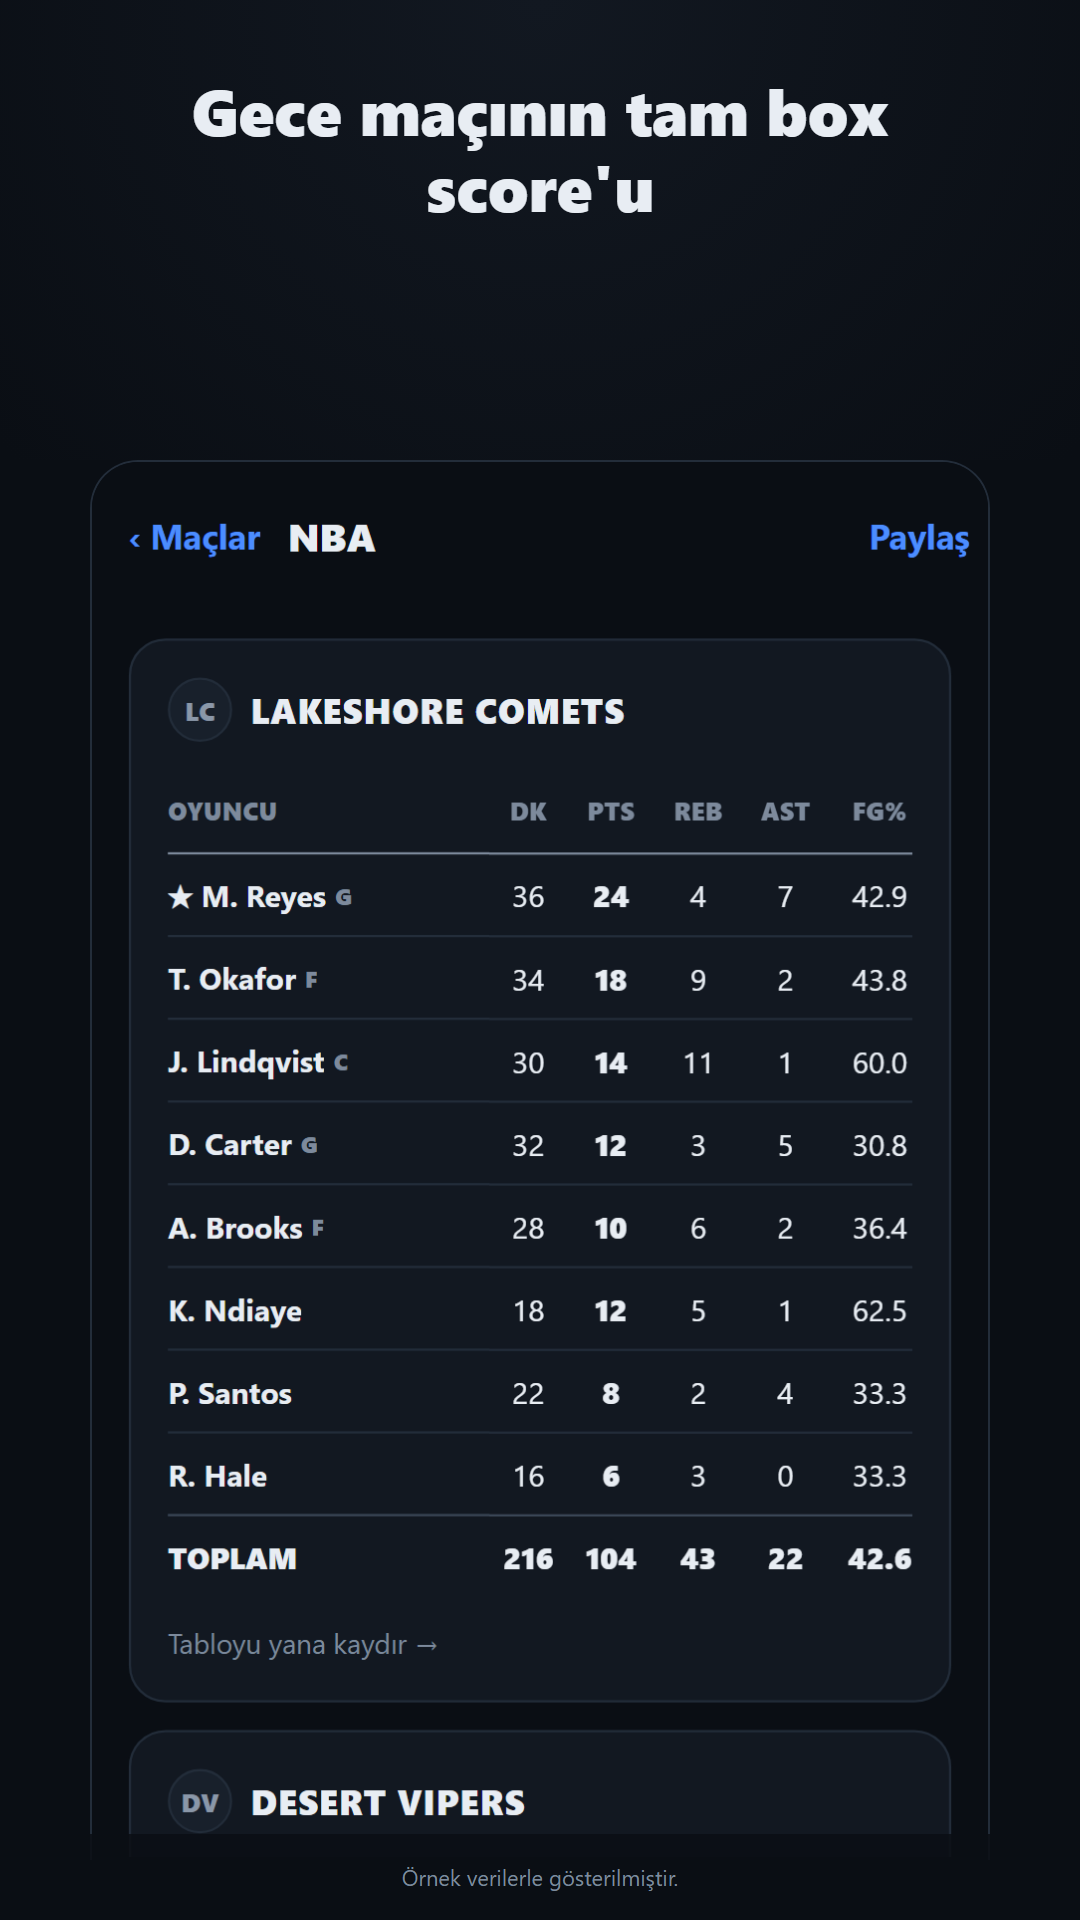 Gece maçının tam box
score'u
‹ Maçlar NBA Paylaş
LC LAKESHORE COMETS
OYUNCU DK PTS REB AST FG%
★ M. Reyes G 36 24 4 7 42.9
T. Okafor F 34 18 9 2 43.8
J. Lindqvist C 30 14 11 1 60.0
D. Carter G 32 12 3 5 30.8
A. Brooks F 28 10 6 2 36.4
K. Ndiaye 18 12 5 1 62.5
P. Santos 22 8 2 4 33.3
R. Hale 16 6 3 0 33.3
TOPLAM 216 104 43 22 42.6
Tabloyu yana kaydır →
DV DESERT VIPERS
Örnek verilerle gösterilmiştir.